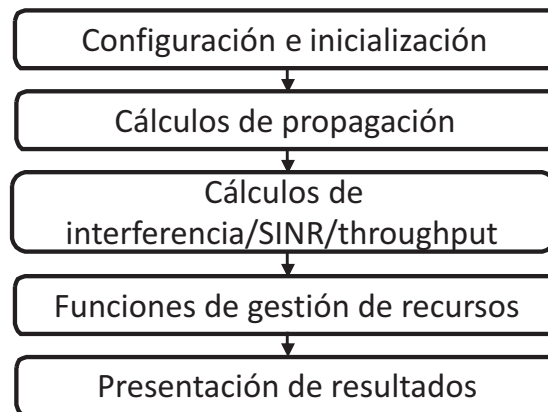 Configuración e inicialización
Cálculos de propagación
Cálculos de
interferencia/SINR/throughput
Funciones de gestión de recursos
Presentación de resultados